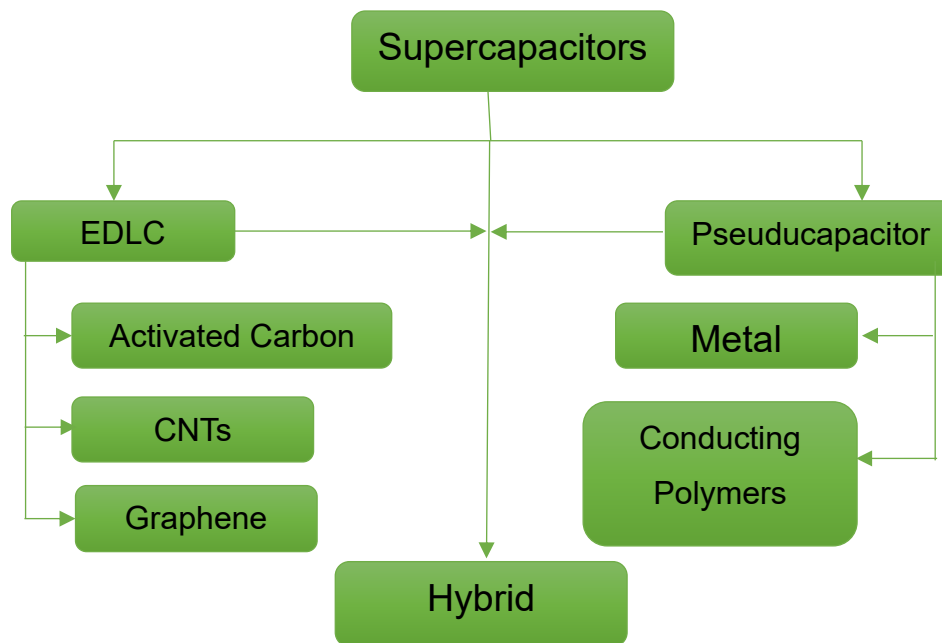 Supercapacitors
EDLC
Pseuducapacitor
Activated Carbon
Metal
CNTs
Conducting
Polymers
Graphene
Hybrid